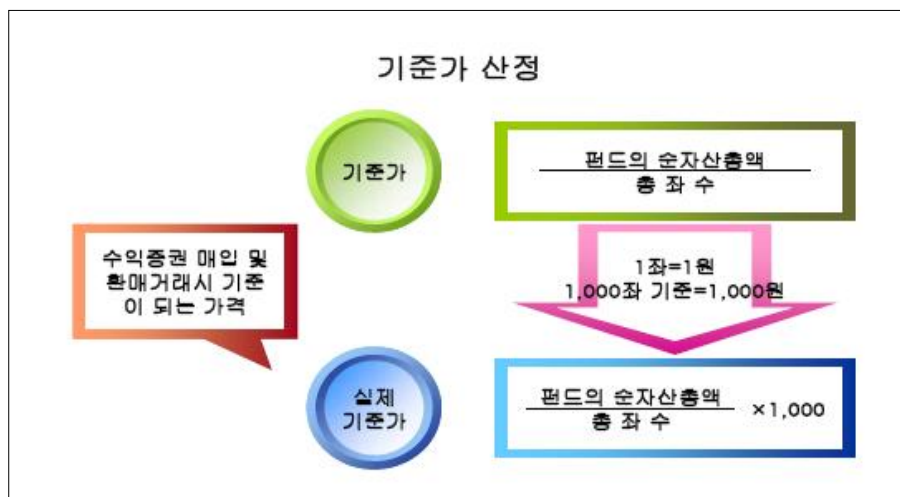 기준가 산정
기준가
펀드의 순자산총액
총 좌 수
수익증권 매입 및
환매거래시 기준
이 되는 가격
1좌=1원
1,000좌 기준=1,000원
실제
기준가
펀드의 순자산총액
총 좌 수
×1,000